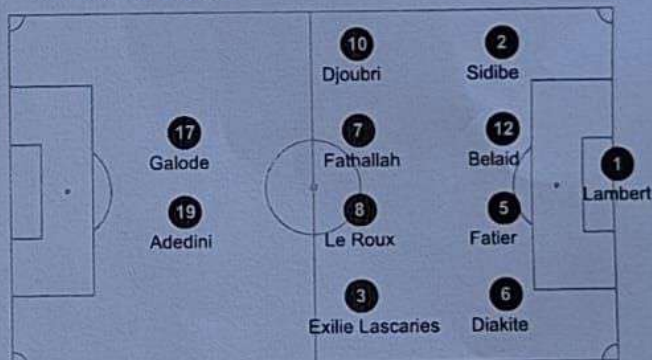 10
Djoubri
2
Sidibe
17
Galode
7
Fathallah
12
Belaid
1
Lambert
19
Adedini
8
Le Roux
5
Fatier
3
Exilie Lascaries
6
Diakite